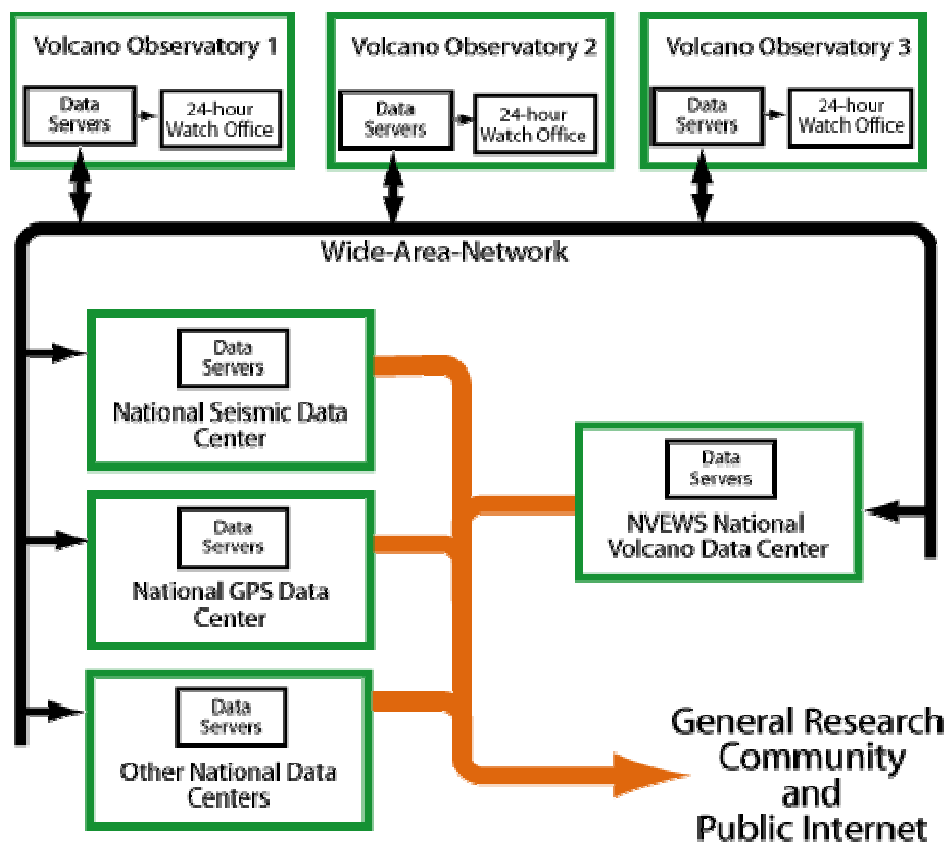 Volcano Observatory 1
Data
Servers
24-hour
Watch Office
Volcano Observatory 2
Data
Servers
24-hour
Watch Office
Volcano Observatory 3
Data
Servers
24-hour
Watch Office
Wide-Area-Network
Data
Servers
National Seismic Data
Center
Data
Servers
National GPS Data
Center
Data
Servers
Other National Data
Centers
Data
Servers
NVEWS National
Volcano Data Center
General Research
Community
and
Public Internet